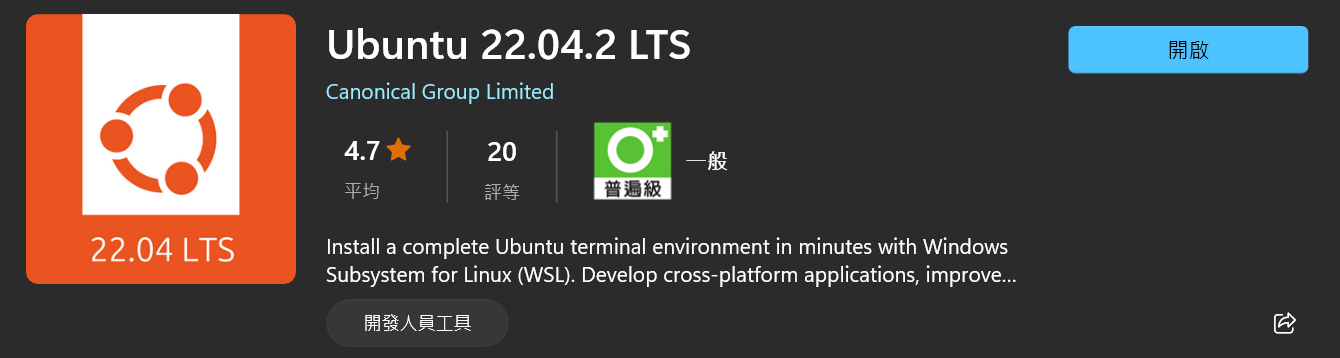 Ubuntu 22.04.2 LTS
開啟
Canonical Group Limited
4.7
平均
20
評等
普遍級
一般
22.04 LTS
Install a complete Ubuntu terminal environment in minutes with Windows
Subsystem for Linux (WSL). Develop cross-platform applications, improve...
開發人員工具